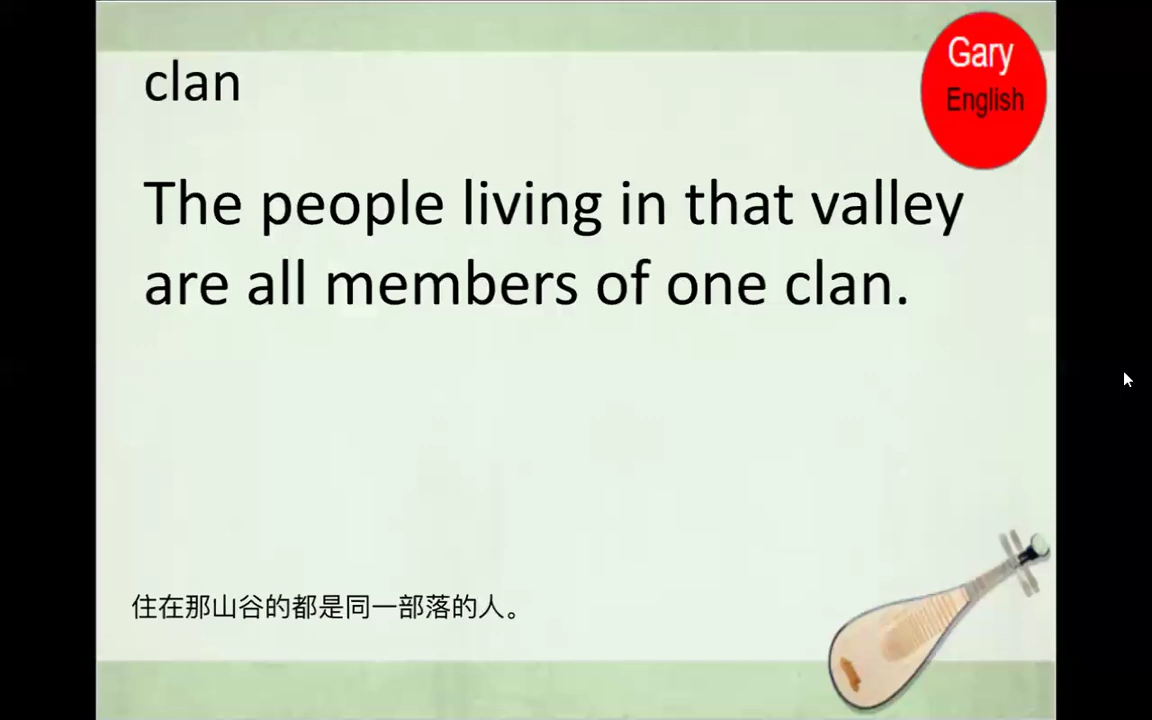 clan
Gary
English
The people living in that valley
are all members of one clan.
住在那山谷的都是同一部落的人。